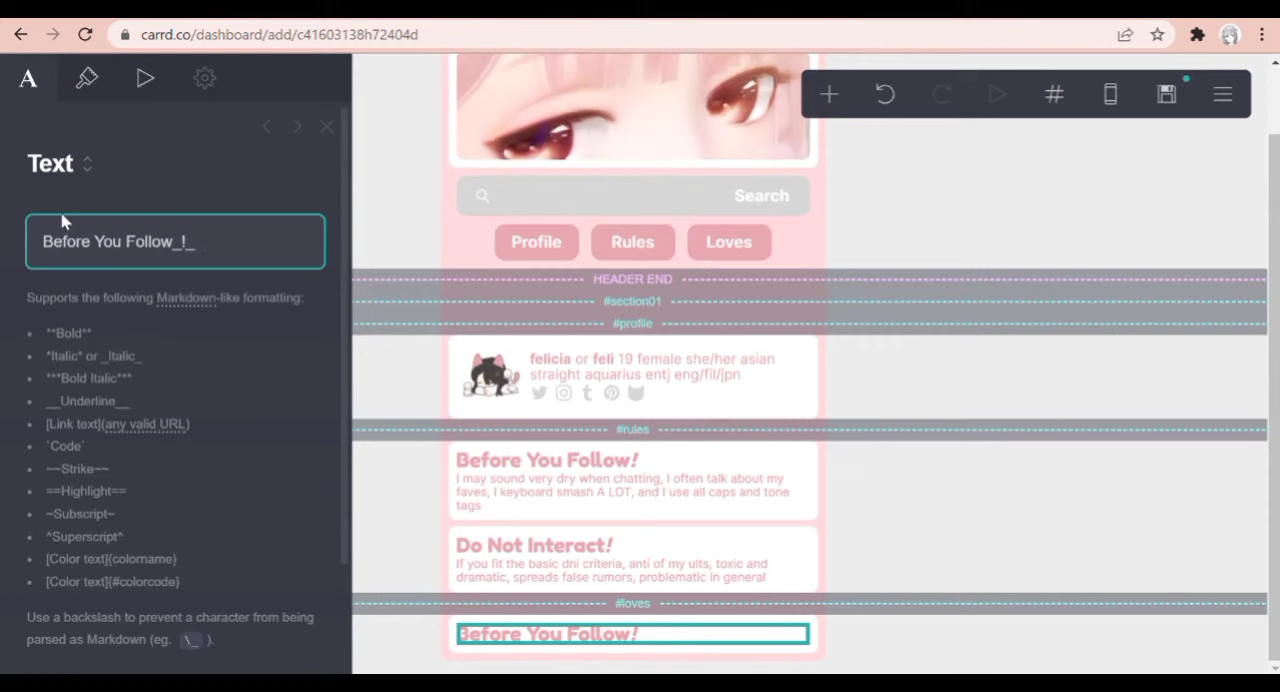 carrd.co/dashboard/add/c41603138h72404d
A
Text
Before You Follow_!_
Supports the following Markdown-like formatting:
**Bold**
*Italic* or _Italic_
***Bold Italic***
__Underline__
[Link text](any valid URL)
`Code`
~~Strike~~
==Highlight==
~Subscript~
^Superscript^
[Color text]{colorname}
[Color text]{#colorcode}
Use a backslash to prevent a character from being
parsed as Markdown (eg. \_ ).
Search
Profile Rules Loves
HEADER END
#section01
#profile
felicia or feli 19 female she/her asian
straight aquarius entj eng/fil/jpn
#rules
Before You Follow!
I may sound very dry when chatting, I often talk about my
faves, I keyboard smash A LOT, and I use all caps and tone
tags
Do Not Interact!
If you fit the basic dni criteria, anti of my ults, toxic and
dramatic, spreads false rumors, problematic in general
#loves
Before You Follow!